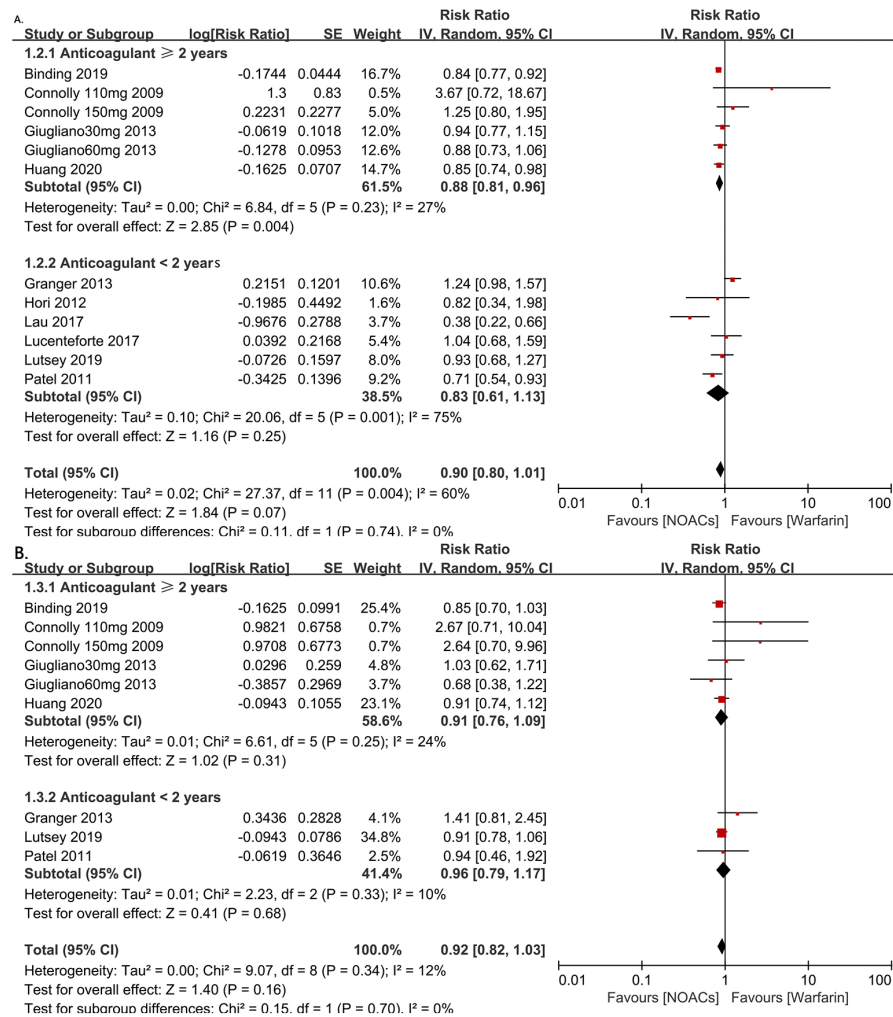 A.
Risk Ratio Risk Ratio
Study or Subgroup log[Risk Ratio] SE Weight IV, Random, 95% CI IV, Random, 95% CI
1.2.1 Anticoagulant ≥ 2 years
Binding 2019 -0.1744 0.0444 16.7% 0.84 [0.77, 0.92]
Connolly 110mg 2009 1.3 0.83 0.5% 3.67 [0.72, 18.67]
Connolly 150mg 2009 0.2231 0.2277 5.0% 1.25 [0.80, 1.95]
Giugliano30mg 2013 -0.0619 0.1018 12.0% 0.94 [0.77, 1.15]
Giugliano60mg 2013 -0.1278 0.0953 12.6% 0.88 [0.73, 1.06]
Huang 2020 -0.1625 0.0707 14.7% 0.85 [0.74, 0.98]
Subtotal (95% CI) 61.5% 0.88 [0.81, 0.96]
Heterogeneity: Tau² = 0.00; Chi² = 6.84, df = 5 (P = 0.23); I² = 27%
Test for overall effect: Z = 2.85 (P = 0.004)
1.2.2 Anticoagulant < 2 years
Granger 2013 0.2151 0.1201 10.6% 1.24 [0.98, 1.57]
Hori 2012 -0.1985 0.4492 1.6% 0.82 [0.34, 1.98]
Lau 2017 -0.9676 0.2788 3.7% 0.38 [0.22, 0.66]
Lucenteforte 2017 0.0392 0.2168 5.4% 1.04 [0.68, 1.59]
Lutsey 2019 -0.0726 0.1597 8.0% 0.93 [0.68, 1.27]
Patel 2011 -0.3425 0.1396 9.2% 0.71 [0.54, 0.93]
Subtotal (95% CI) 38.5% 0.83 [0.61, 1.13]
Heterogeneity: Tau² = 0.10; Chi² = 20.06, df = 5 (P = 0.001); I² = 75%
Test for overall effect: Z = 1.16 (P = 0.25)
Total (95% CI) 100.0% 0.90 [0.80, 1.01]
Heterogeneity: Tau² = 0.02; Chi² = 27.37, df = 11 (P = 0.004); I² = 60%
Test for overall effect: Z = 1.84 (P = 0.07)
Test for subgroup differences: Chi² = 0.11, df = 1 (P = 0.74), I² = 0%
0.01 0.1 1 10 100
Favours [NOACs] Favours [Warfarin]
B.
Risk Ratio Risk Ratio
Study or Subgroup log[Risk Ratio] SE Weight IV, Random, 95% CI IV, Random, 95% CI
1.3.1 Anticoagulant ≥ 2 years
Binding 2019 -0.1625 0.0991 25.4% 0.85 [0.70, 1.03]
Connolly 110mg 2009 0.9821 0.6758 0.7% 2.67 [0.71, 10.04]
Connolly 150mg 2009 0.9708 0.6773 0.7% 2.64 [0.70, 9.96]
Giugliano30mg 2013 0.0296 0.259 4.8% 1.03 [0.62, 1.71]
Giugliano60mg 2013 -0.3857 0.2969 3.7% 0.68 [0.38, 1.22]
Huang 2020 -0.0943 0.1055 23.1% 0.91 [0.74, 1.12]
Subtotal (95% CI) 58.6% 0.91 [0.76, 1.09]
Heterogeneity: Tau² = 0.01; Chi² = 6.61, df = 5 (P = 0.25); I² = 24%
Test for overall effect: Z = 1.02 (P = 0.31)
1.3.2 Anticoagulant < 2 years
Granger 2013 0.3436 0.2828 4.1% 1.41 [0.81, 2.45]
Lutsey 2019 -0.0943 0.0786 34.8% 0.91 [0.78, 1.06]
Patel 2011 -0.0619 0.3646 2.5% 0.94 [0.46, 1.92]
Subtotal (95% CI) 41.4% 0.96 [0.79, 1.17]
Heterogeneity: Tau² = 0.01; Chi² = 2.23, df = 2 (P = 0.33); I² = 10%
Test for overall effect: Z = 0.41 (P = 0.68)
Total (95% CI) 100.0% 0.92 [0.82, 1.03]
Heterogeneity: Tau² = 0.00; Chi² = 9.07, df = 8 (P = 0.34); I² = 12%
Test for overall effect: Z = 1.40 (P = 0.16)
Test for subgroup differences: Chi² = 0.15, df = 1 (P = 0.70), I² = 0%
0.01 0.1 1 10 100
Favours [NOACs] Favours [Warfarin]